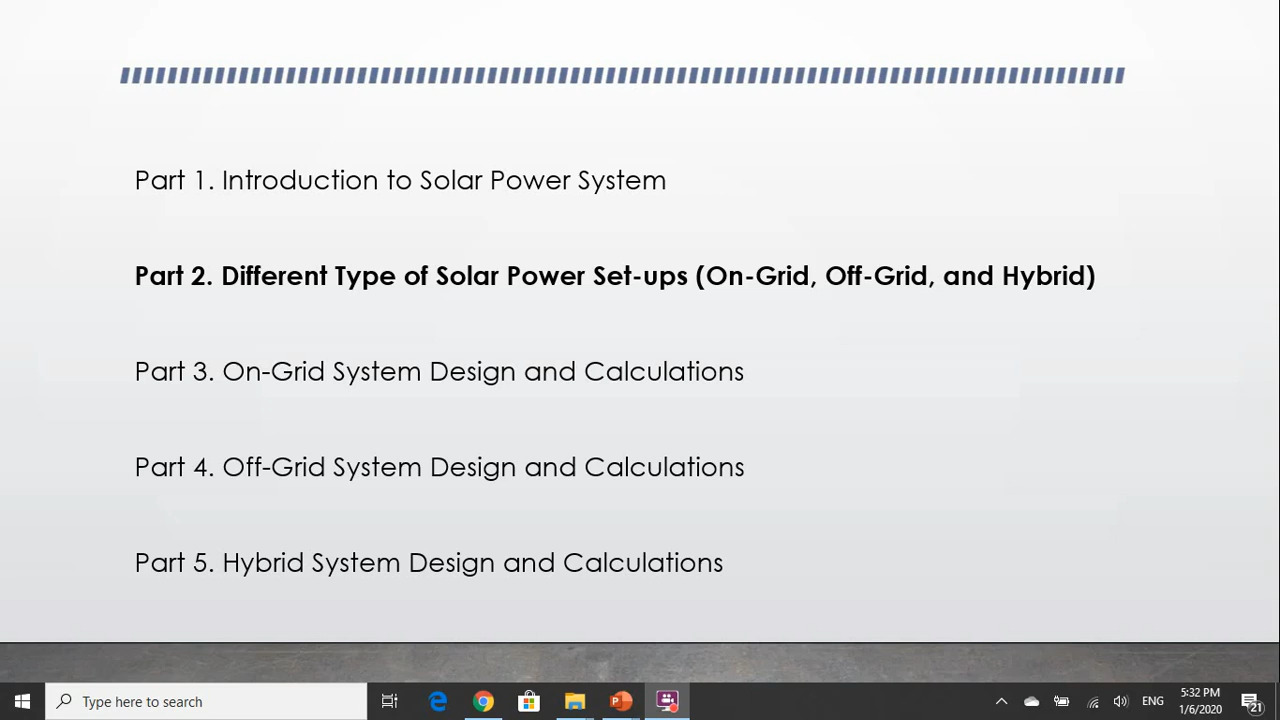 Part 1. Introduction to Solar Power System
Part 2. Different Type of Solar Power Set-ups (On-Grid, Off-Grid, and Hybrid)
Part 3. On-Grid System Design and Calculations
Part 4. Off-Grid System Design and Calculations
Part 5. Hybrid System Design and Calculations
Type here to search
ENG
5:32 PM
1/6/2020
21